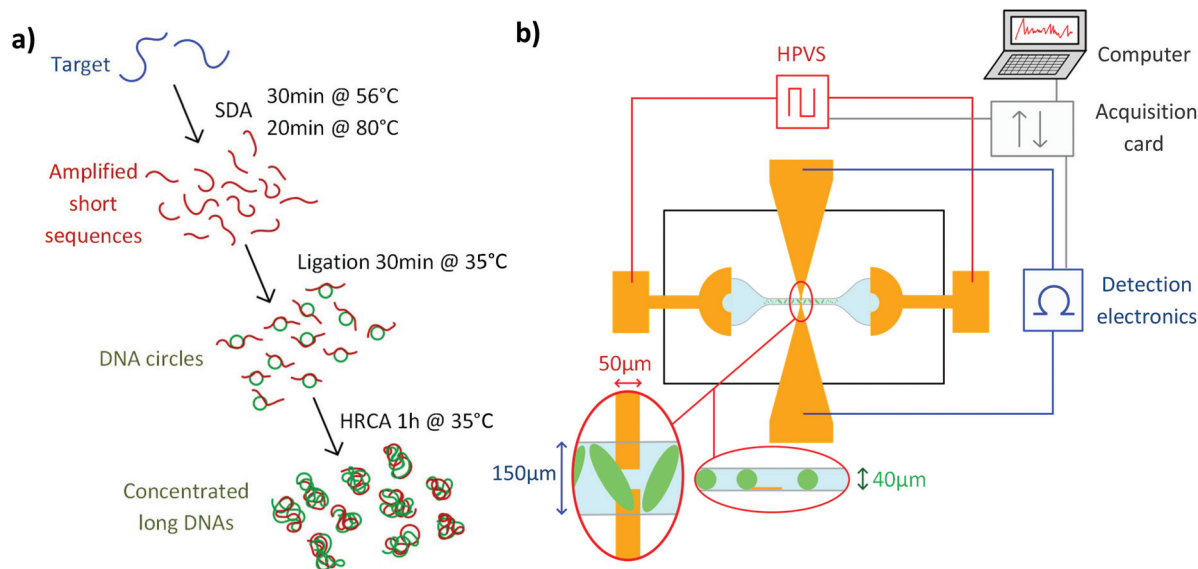 a)
Target
SDA
30min @ 56°C
20min @ 80°C
Amplified
short
sequences
Ligation 30min @ 35°C
DNA circles
HRCA 1h @ 35°C
Concentrated
long DNAs
b)
HPVS
Computer
Acquisition
card
Ω
Detection
electronics
50µm
150µm
40µm